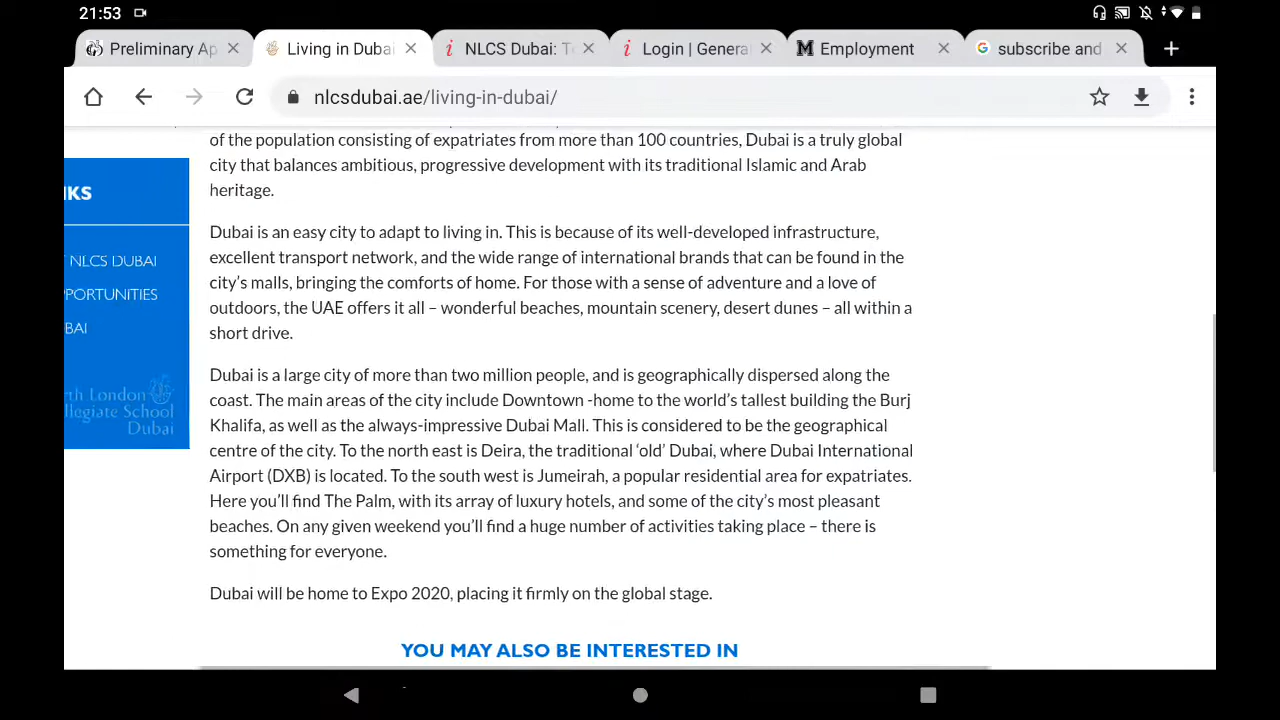 21:53
Preliminary Ap
Living in Dubai
NLCS Dubai: Te
Login | Genera
Employment
subscribe and
nlcsdubai.ae/living-in-dubai/
of the population consisting of expatriates from more than 100 countries, Dubai is a truly global
city that balances ambitious, progressive development with its traditional Islamic and Arab
heritage.
Dubai is an easy city to adapt to living in. This is because of its well-developed infrastructure,
excellent transport network, and the wide range of international brands that can be found in the
city’s malls, bringing the comforts of home. For those with a sense of adventure and a love of
outdoors, the UAE offers it all – wonderful beaches, mountain scenery, desert dunes – all within a
short drive.
Dubai is a large city of more than two million people, and is geographically dispersed along the
coast. The main areas of the city include Downtown -home to the world’s tallest building the Burj
Khalifa, as well as the always-impressive Dubai Mall. This is considered to be the geographical
centre of the city. To the north east is Deira, the traditional ‘old’ Dubai, where Dubai International
Airport (DXB) is located. To the south west is Jumeirah, a popular residential area for expatriates.
Here you’ll find The Palm, with its array of luxury hotels, and some of the city’s most pleasant
beaches. On any given weekend you’ll find a huge number of activities taking place – there is
something for everyone.
Dubai will be home to Expo 2020, placing it firmly on the global stage.
YOU MAY ALSO BE INTERESTED IN
NKS
NLCS DUBAI
PPORTUNITIES
BAI
rth London
llegiate School
Dubai